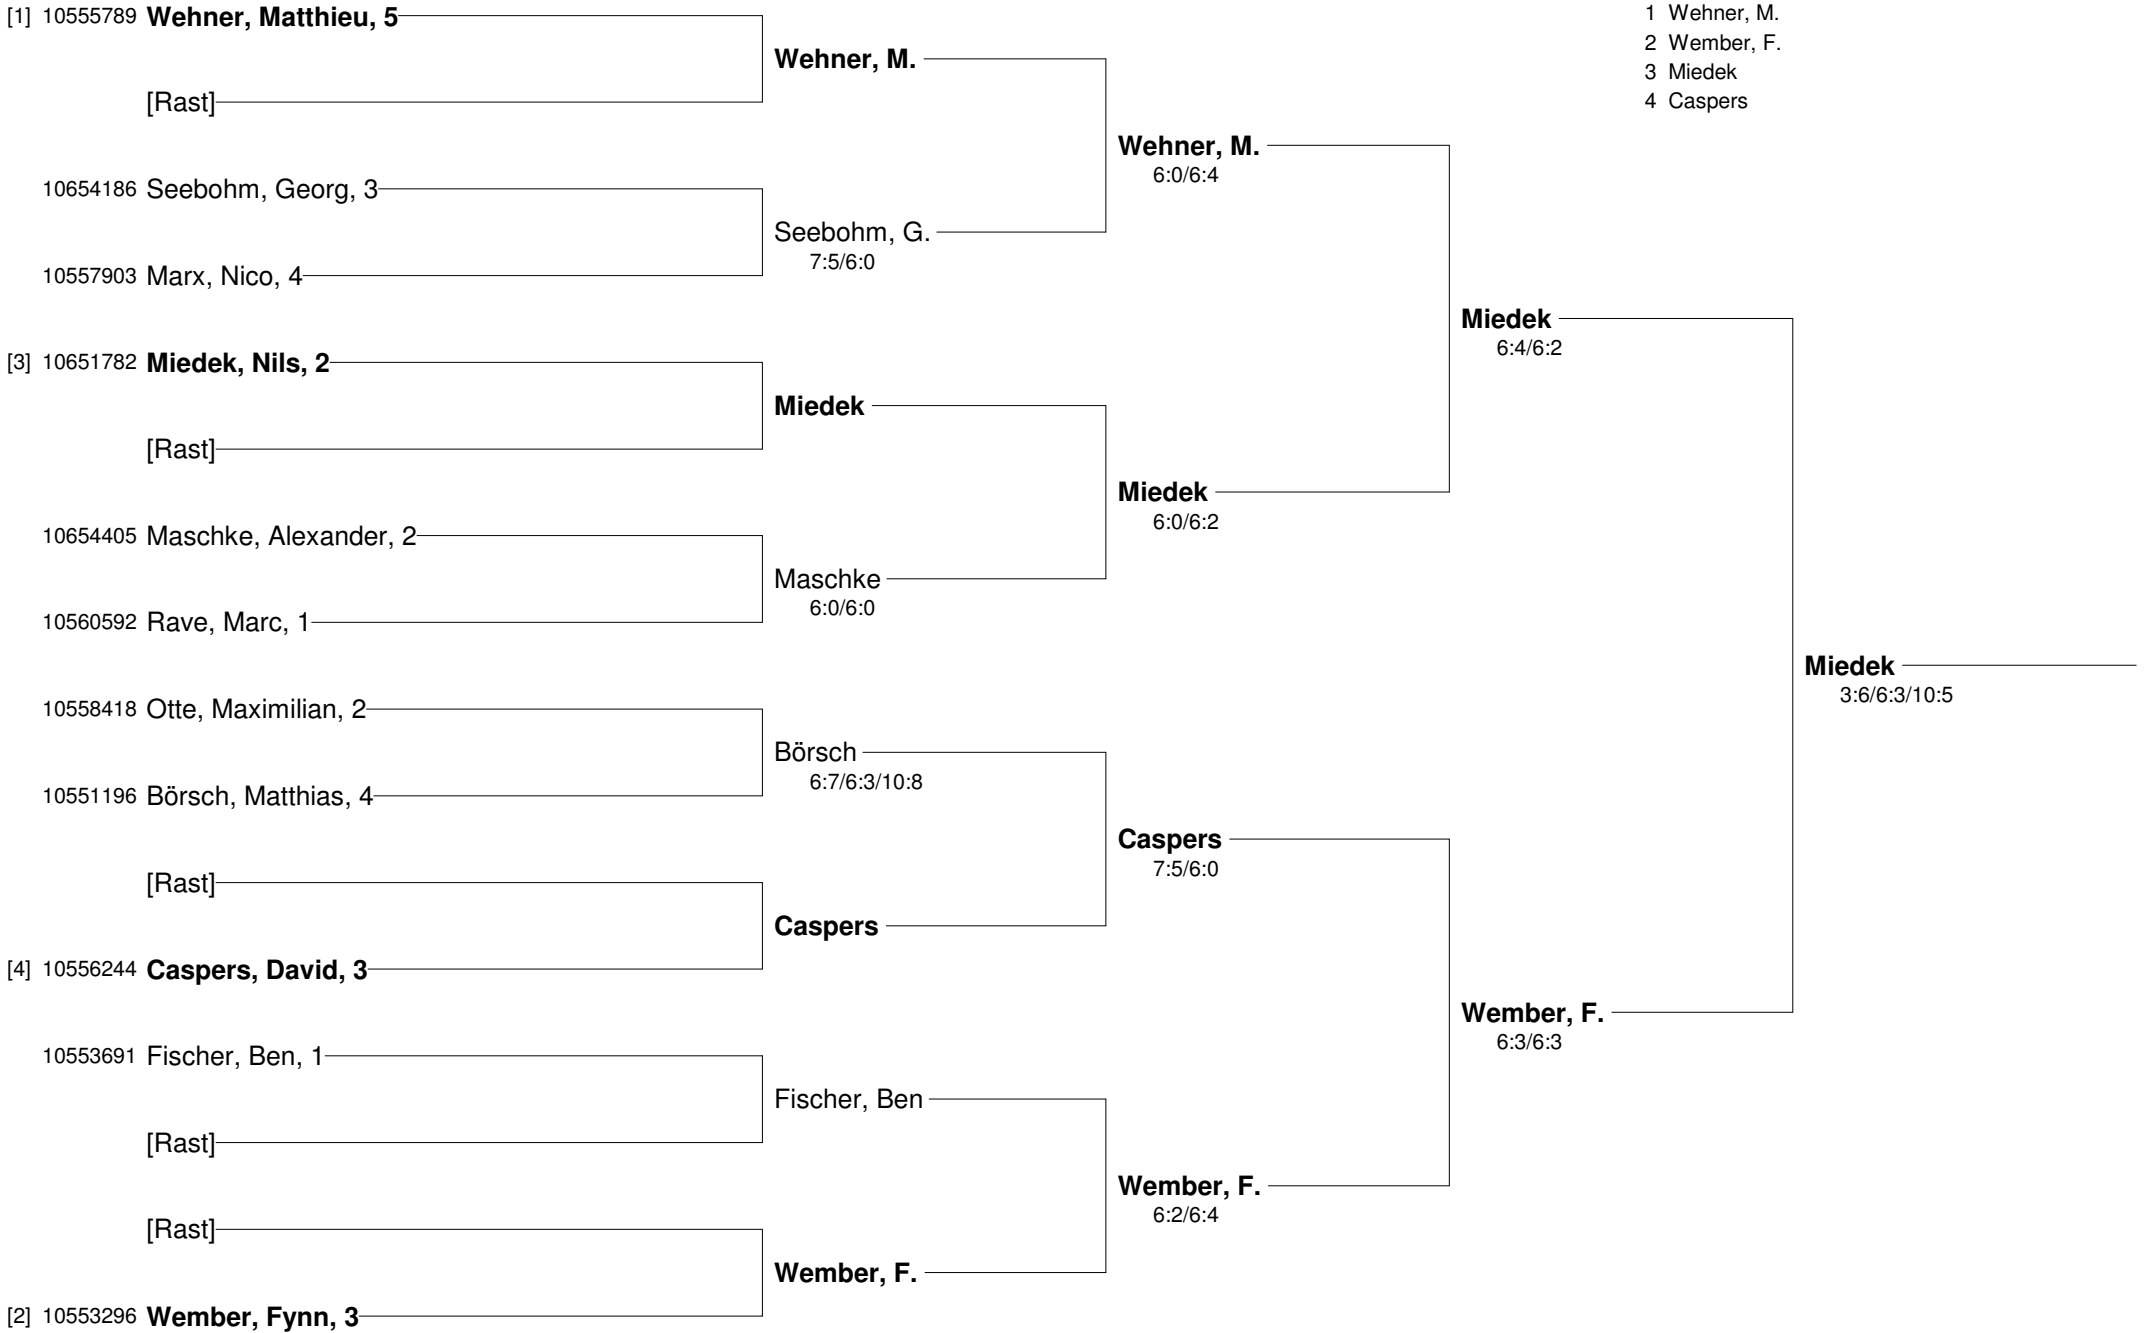 [1] 10555789 Wehner, Matthieu, 5
[Rast]
10654186 Seebohm, Georg, 3
10557903 Marx, Nico, 4
[3] 10651782 Miedek, Nils, 2
[Rast]
10654405 Maschke, Alexander, 2
10560592 Rave, Marc, 1
10558418 Otte, Maximilian, 2
10551196 Börsch, Matthias, 4
[Rast]
[4] 10556244 Caspers, David, 3
10553691 Fischer, Ben, 1
[Rast]
[Rast]
[2] 10553296 Wember, Fynn, 3
Wehner, M.
Seebohm, G.
7:5/6:0
Miedek
Maschke
6:0/6:0
Börsch
6:7/6:3/10:8
Caspers
Fischer, Ben
Wember, F.
Wehner, M.
6:0/6:4
Miedek
6:0/6:2
Caspers
7:5/6:0
Wember, F.
6:2/6:4
Miedek
6:4/6:2
Wember, F.
6:3/6:3
Miedek
3:6/6:3/10:5
1 Wehner, M.
2 Wember, F.
3 Miedek
4 Caspers